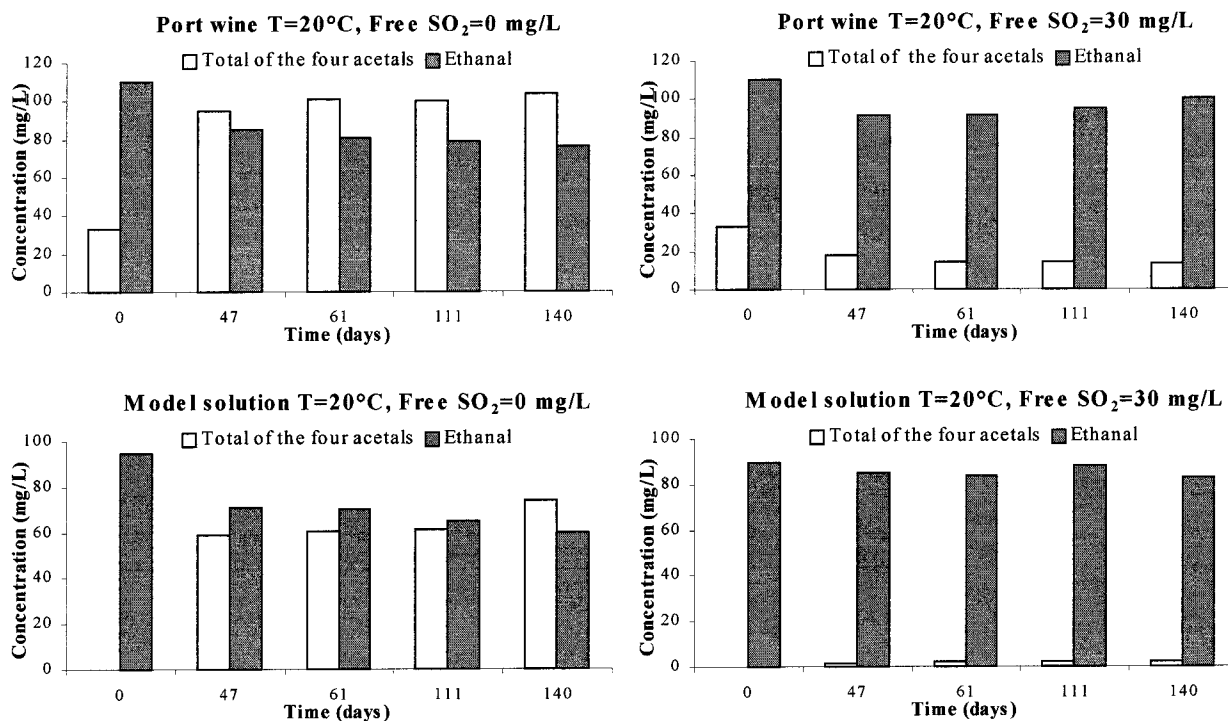 Port wine T=20°C, Free SO2=0 mg/L
Total of the four acetals Ethanal
Concentration (mg/L)
120
100
80
60
40
20
0
0 47 61 111 140
Time (days)
Port wine T=20°C, Free SO2=30 mg/L
Total of the four acetals Ethanal
Concentration (mg/L)
120
100
80
60
40
20
0
0 47 61 111 140
Time (days)
Model solution T=20°C, Free SO2=0 mg/L
Total of the four acetals Ethanal
Concentration (mg/L)
100
80
60
40
20
0
0 47 61 111 140
Time (days)
Model solution T=20°C, Free SO2=30 mg/L
Total of the four acetals Ethanal
Concentration (mg/L)
100
80
60
40
20
0
0 47 61 111 140
Time (days)